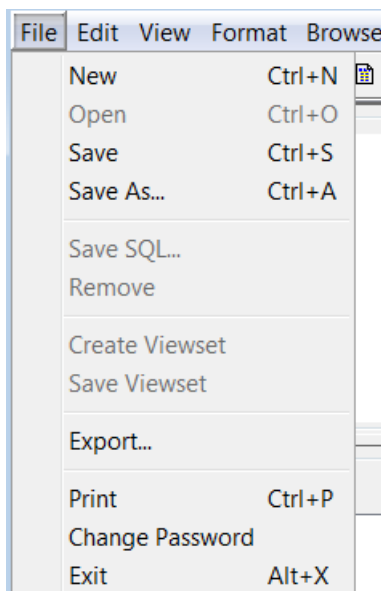 File Edit View Format Browse
New Ctrl+N
Open Ctrl+O
Save Ctrl+S
Save As... Ctrl+A
Save SQL...
Remove
Create Viewset
Save Viewset
Export...
Print Ctrl+P
Change Password
Exit Alt+X